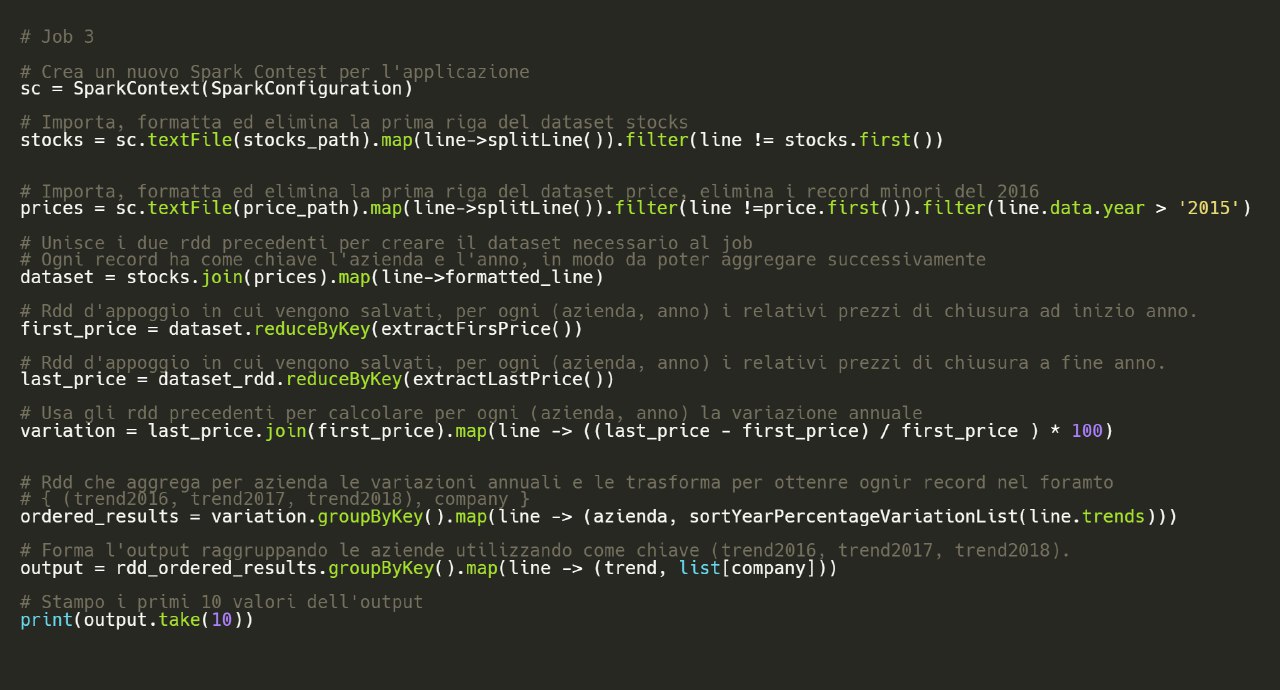 # Job 3
# Crea un nuovo Spark Contest per l'applicazione
sc = SparkContext(SparkConfiguration)
# Importa, formatta ed elimina la prima riga del dataset stocks
stocks = sc.textFile(stocks_path).map(line->splitLine()).filter(line != stocks.first())
# Importa, formatta ed elimina la prima riga del dataset price, elimina i record minori del 2016
prices = sc.textFile(price_path).map(line->splitLine()).filter(line !=price.first()).filter(line.data.year > '2015')
# Unisce i due rdd precedenti per creare il dataset necessario al job
# Ogni record ha come chiave l'azienda e l'anno, in modo da poter aggregare successivamente
dataset = stocks.join(prices).map(line->formatted_line)
# Rdd d'appoggio in cui vengono salvati, per ogni (azienda, anno) i relativi prezzi di chiusura ad inizio anno.
first_price = dataset.reduceByKey(extractFirsPrice())
# Rdd d'appoggio in cui vengono salvati, per ogni (azienda, anno) i relativi prezzi di chiusura a fine anno.
last_price = dataset_rdd.reduceByKey(extractLastPrice())
# Usa gli rdd precedenti per calcolare per ogni (azienda, anno) la variazione annuale
variation = last_price.join(first_price).map(line -> ((last_price - first_price) / first_price ) * 100)
# Rdd che aggrega per azienda le variazioni annuali e le trasforma per ottenre ognir record nel foramto
# { (trend2016, trend2017, trend2018), company }
ordered_results = variation.groupByKey().map(line -> (azienda, sortYearPercentageVariationList(line.trends)))
# Forma l'output raggruppando le aziende utilizzando come chiave (trend2016, trend2017, trend2018).
output = rdd_ordered_results.groupByKey().map(line -> (trend, list[company]))
# Stampo i primi 10 valori dell'output
print(output.take(10))